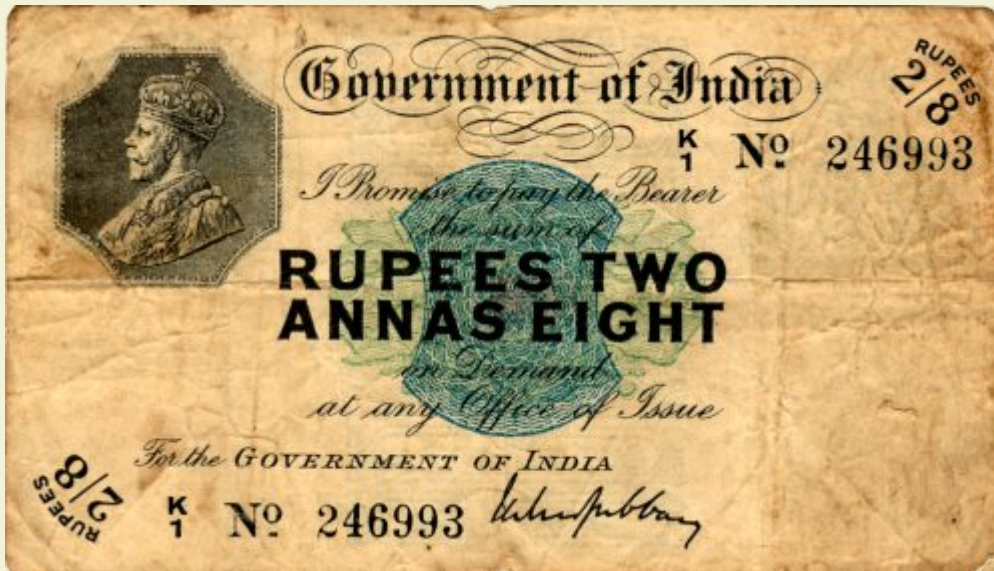 Government of India
RUPEES
2/8
K
1 Nº 246993
I Promise to pay the Bearer
the sum of
RUPEES TWO
ANNAS EIGHT
on Demand
at any Office of Issue
For the GOVERNMENT OF INDIA
RUPEES
2/8
K
1 Nº 246993